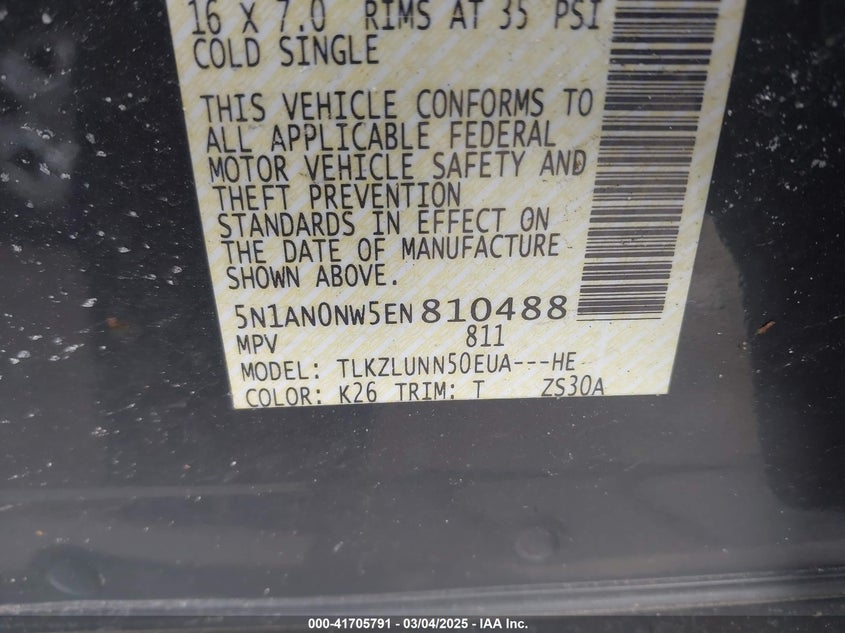 16 X 7.0 RIMS AT 35 PSI
COLD SINGLE
THIS VEHICLE CONFORMS TO
ALL APPLICABLE FEDERAL
MOTOR VEHICLE SAFETY AND
THEFT PREVENTION
STANDARDS IN EFFECT ON
THE DATE OF MANUFACTURE
SHOWN ABOVE.
5N1AN0NW5EN810488
MPV 811
MODEL: TLKZLUNN50EUA---HE
COLOR: K26 TRIM: T ZS30A
000-41705791 - 03/04/2025 - IAA Inc.